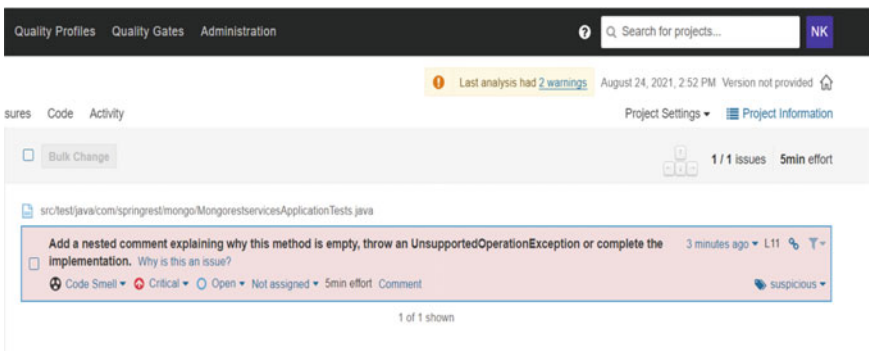 Quality Profiles Quality Gates Administration ? Search for projects... NK
Last analysis had 2 warnings August 24, 2021, 2:52 PM Version not provided
sures Code Activity Project Settings Project Information
Bulk Change 1 / 1 issues 5min effort
src/test/java/com/springrest/mongo/MongorestservicesApplicationTests.java
Add a nested comment explaining why this method is empty, throw an UnsupportedOperationException or complete the 3 minutes ago L11
implementation. Why is this an issue?
Code Smell Critical Open Not assigned 5min effort Comment suspicious
1 of 1 shown